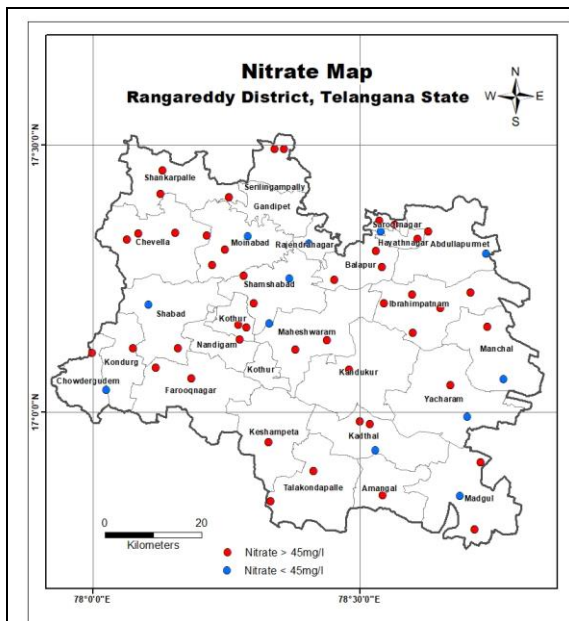 Nitrate Map
Rangareddy District, Telangana State
N
W E
S
17°30'0"N
17°0'0"N
Shankarpalle
Serilingampally
Gandipet
Saroornagar
Chevella
Moinabad
Rajendranagar
Hayathnagar
Abdullapurmet
Balapur
Shamshabad
Shabad
Ibrahimpatnam
Kothur
Maheshwaram
Nandigam
Manchal
Kondurg
Kothur
Kandukur
Chowdergudem
Farooqnagar
Yacharam
Keshampeta
Kadthal
Talakondapalle
Amangal
Madgul
0 20
Kilometers
Nitrate > 45mg/l
Nitrate < 45mg/l
78°0'0"E
78°30'0"E